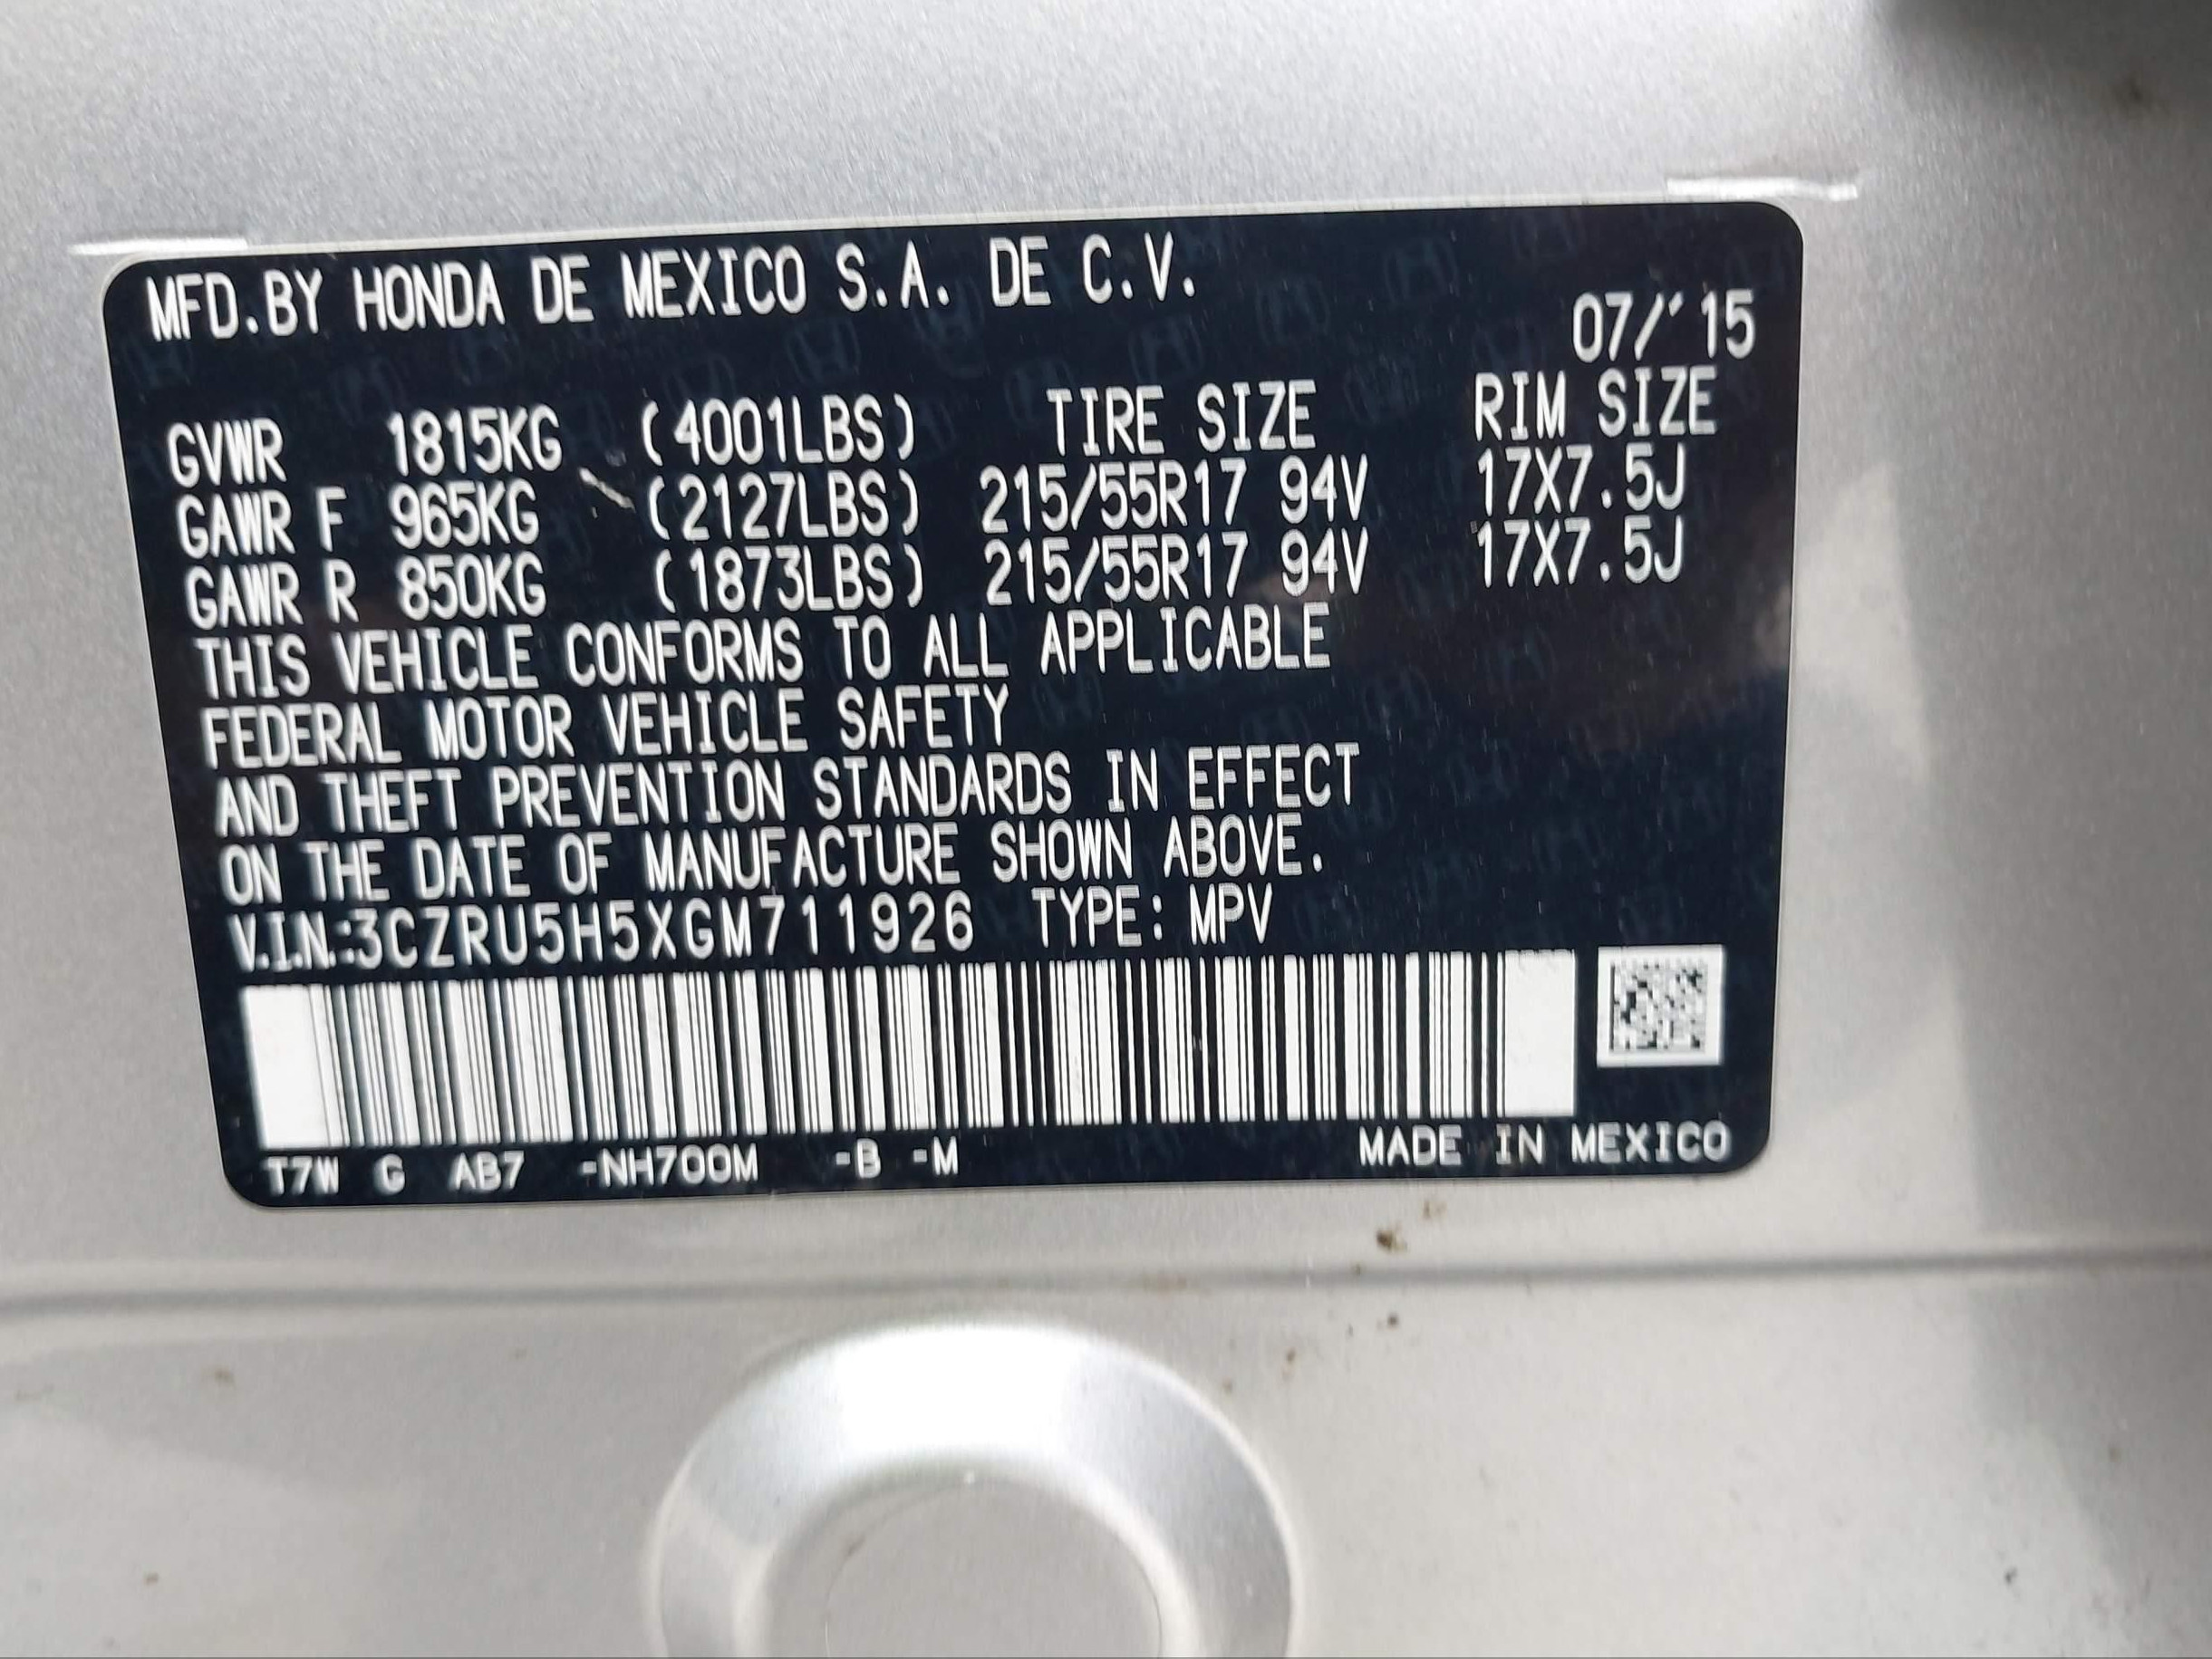 MFD.BY HONDA DE MEXICO S.A. DE C.V.
07/'15
GVWR 1815KG (4001LBS) TIRE SIZE RIM SIZE
GAWR F 965KG (2127LBS) 215/55R17 94V 17X7.5J
GAWR R 850KG (1873LBS) 215/55R17 94V 17X7.5J
THIS VEHICLE CONFORMS TO ALL APPLICABLE
FEDERAL MOTOR VEHICLE SAFETY
AND THEFT PREVENTION STANDARDS IN EFFECT
ON THE DATE OF MANUFACTURE SHOWN ABOVE.
V.I.N.:3CZRU5H5XGM711926 TYPE: MPV
T7W G AB7 -NH700M -B -M MADE IN MEXICO